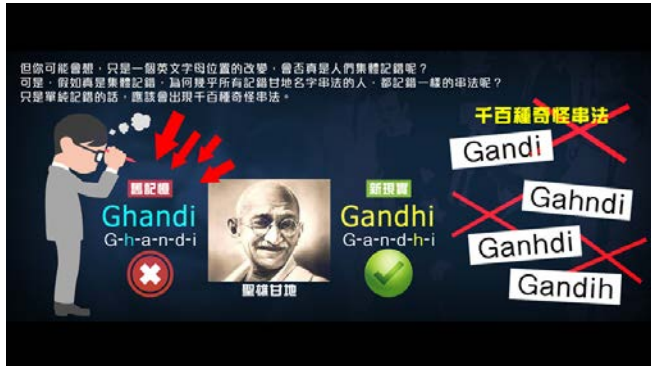 但你可能會想，只是一個英文字母位置的改變，會否真是人們集體記錯呢？
可是，假如真是集體記錯，為何幾乎所有記錯甘地名字串法的人，都記錯一樣的串法呢？
只是單純記錯的話，應該會出現千百種奇怪串法。
千百種奇怪串法
Gandi
舊記憶
Ghandi
G-h-a-n-d-i
聖雄甘地
新現實
Gandhi
G-a-n-d-h-i
Gahndi
Ganhdi
Gandih